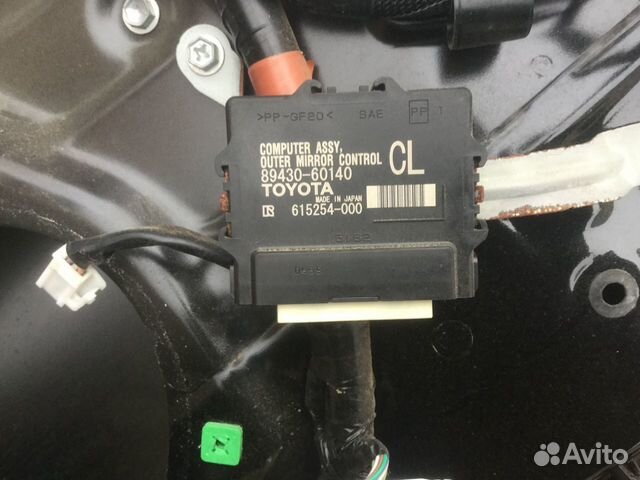 >PP-GF20< SAE PP 1
COMPUTER ASSY,
OUTER MIRROR CONTROL CL
89430-60140
TOYOTA MADE IN JAPAN
R 615254-000
Avito